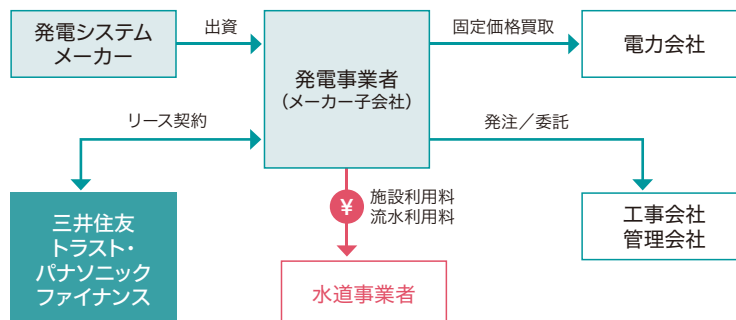 発電システム
メーカー
出資
発電事業者
（メーカー子会社）
固定価格買取
電力会社
リース契約
発注／委託
三井住友
トラスト・
パナソニック
ファイナンス
¥
施設利用料
流水利用料
水道事業者
工事会社
管理会社